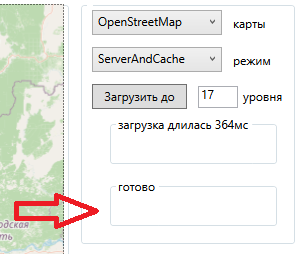 OpenStreetMap карты
ServerAndCache режим
Загрузить до 17 уровня
загрузка длилась 364мс
готово